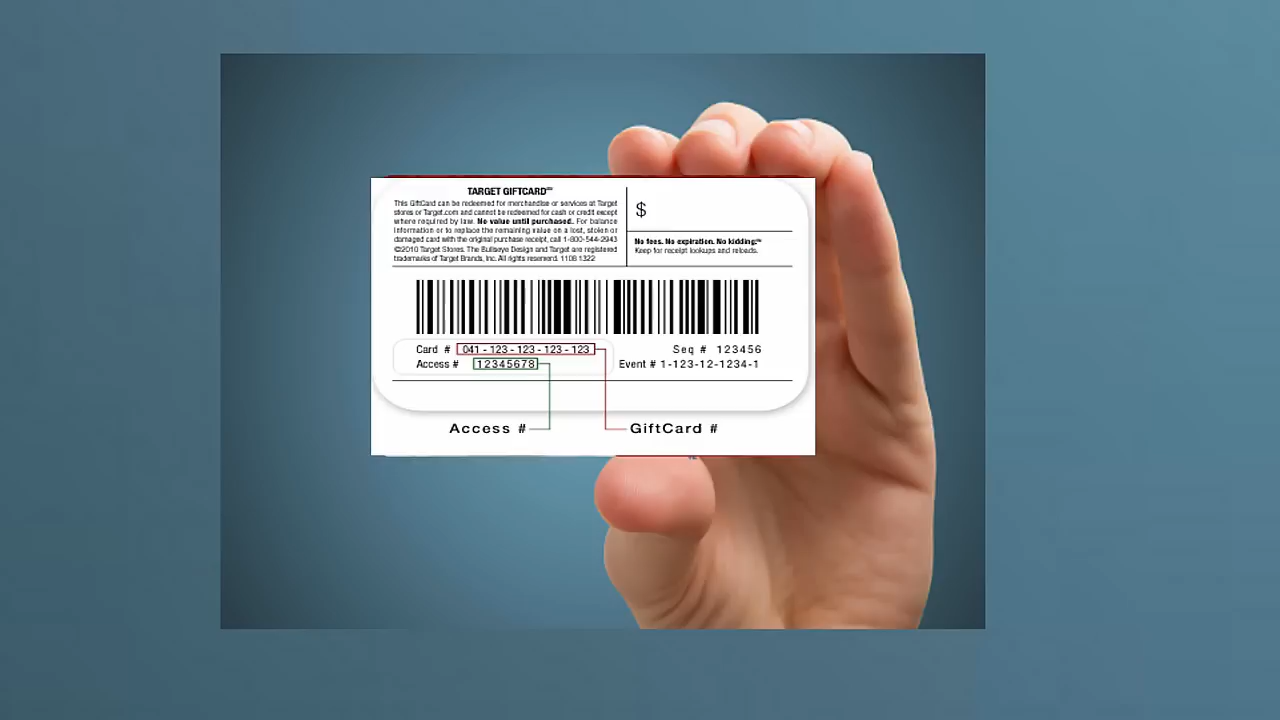 TARGET GIFTCARD℠
This GiftCard can be redeemed for merchandise or services at Target
stores or Target.com and cannot be redeemed for cash or credit except
where required by law. No value until purchased. For balance
information or to replace the remaining value on a lost, stolen or
damaged card with the original purchase receipt, call 1-800-544-2943
©2010 Target Stores. The Bullseye Design and Target are registered
trademarks of Target Brands, Inc. All rights reserved. 1108 1322
$
No fees. No expiration. No kidding.℠
Keep for receipt lookups and reloads.
Card # 041 - 123 - 123 - 123 - 123
Access # 12345678
Seq # 123456
Event # 1-123-12-1234-1
Access #
GiftCard #